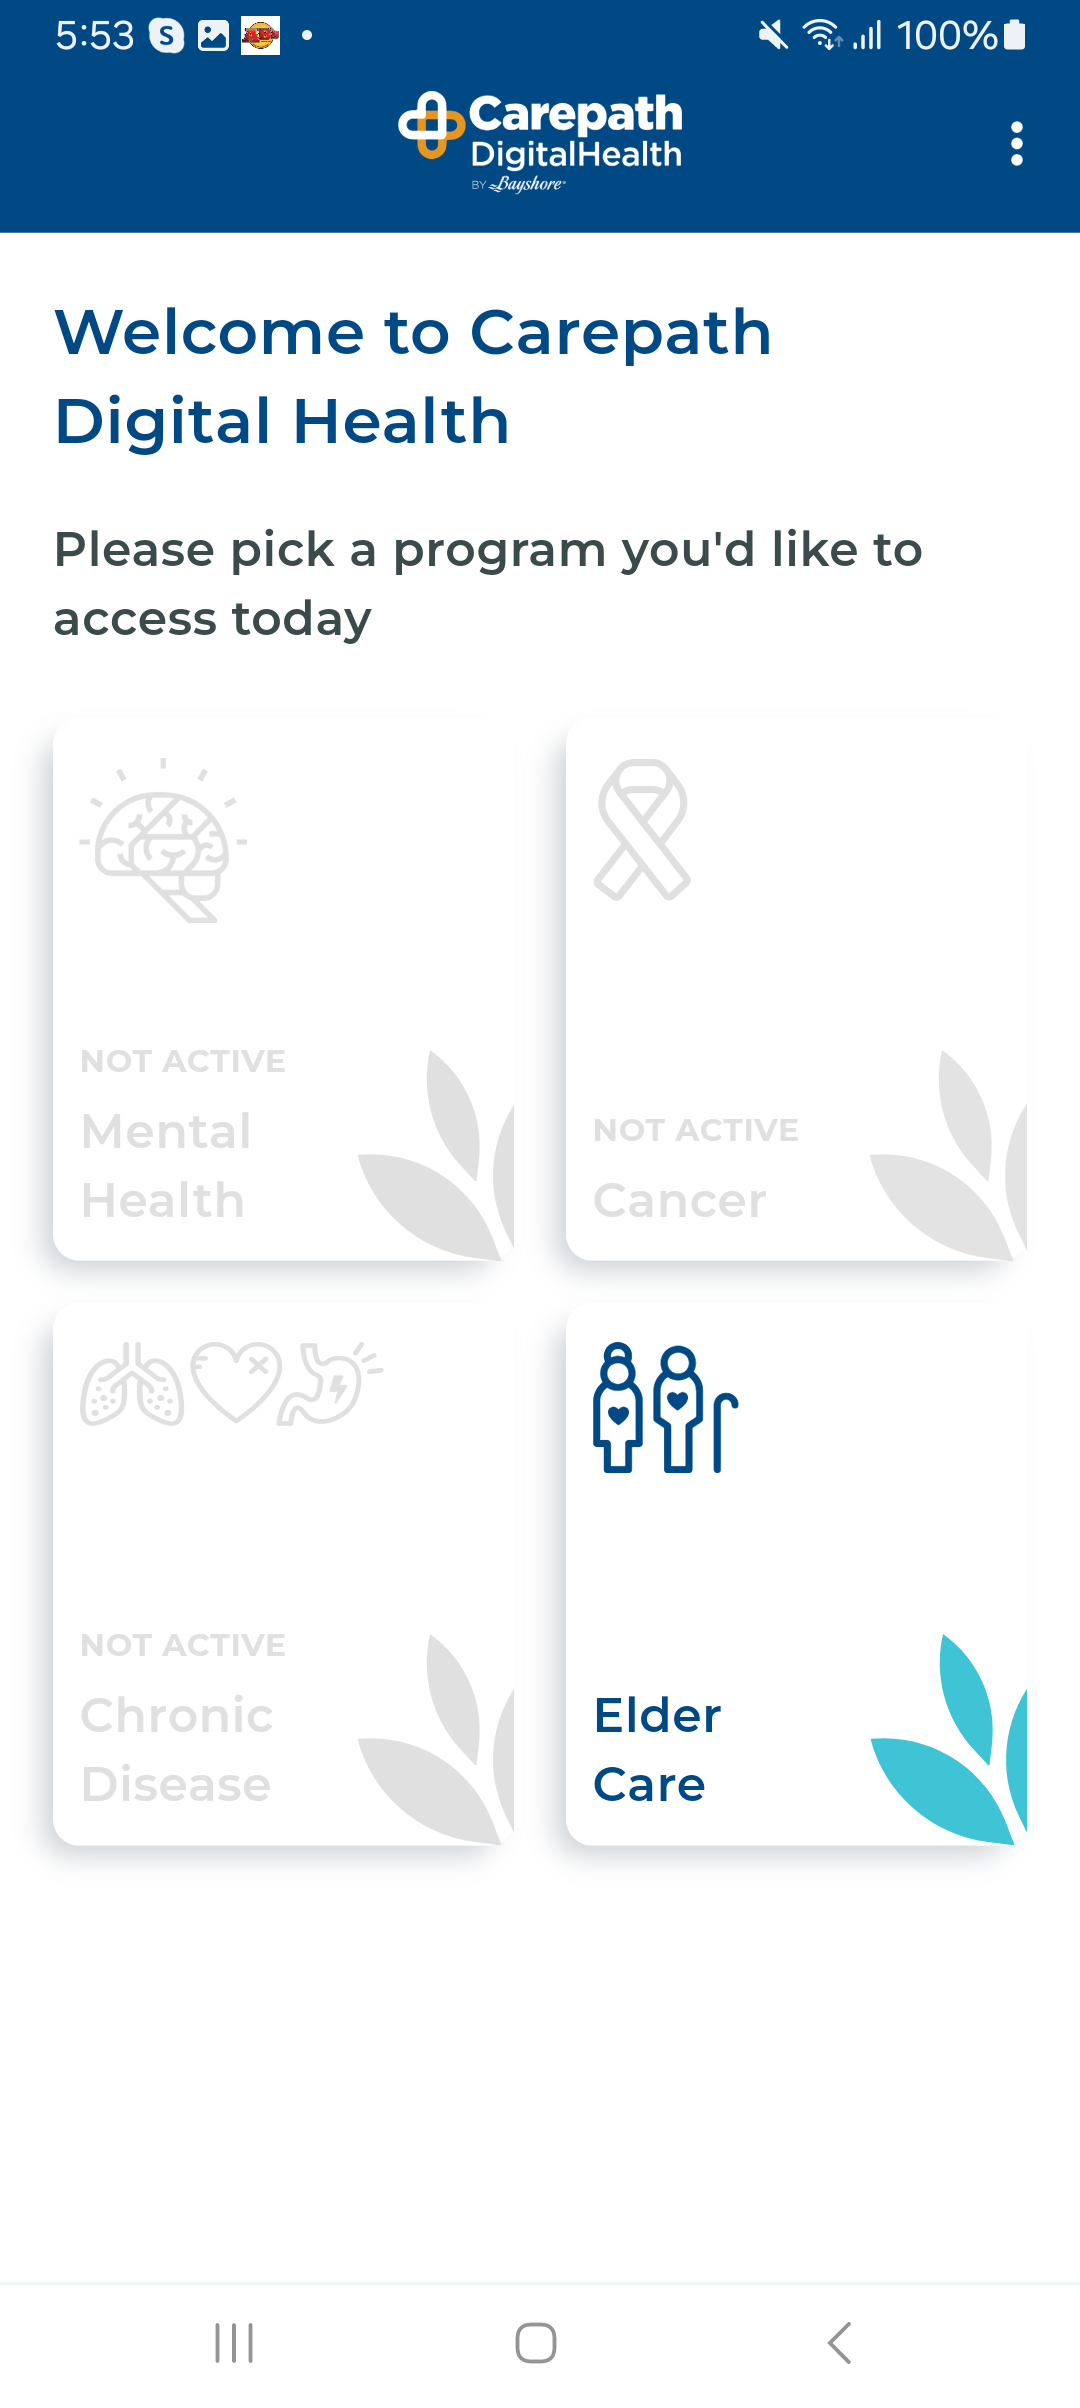 5:53 S ABs 100%
Carepath
DigitalHealth
BY Bayshore
Welcome to Carepath
Digital Health
Please pick a program you'd like to
access today
NOT ACTIVE
Mental
Health
NOT ACTIVE
Cancer
NOT ACTIVE
Chronic
Disease
Elder
Care